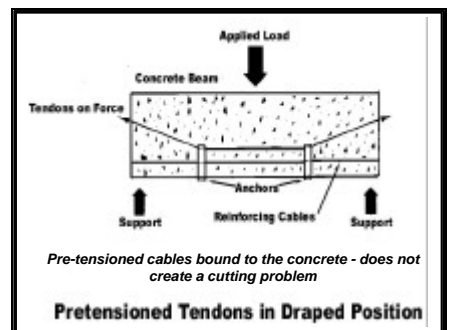 Applied Load
Concrete Beam
Tendons on Force
Anchors
Reinforcing Cables
Support
Support
Pre-tensioned cables bound to the concrete - does not
create a cutting problem
Pretensioned Tendons in Draped Position